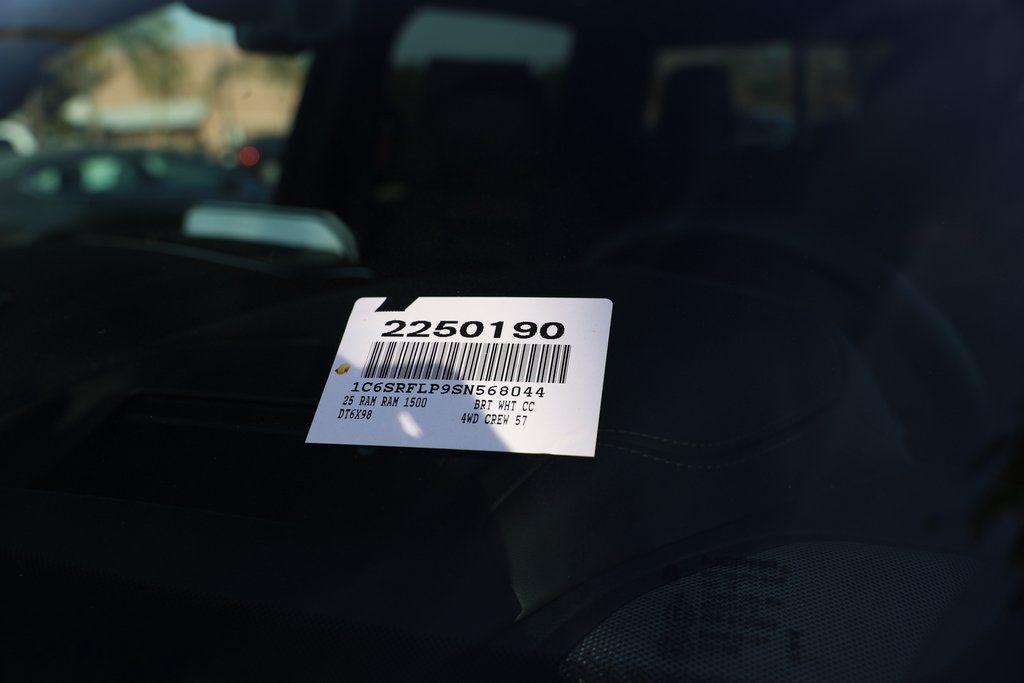 2250190
1C6SRFLP9SN568044
25 RAM RAM 1500 BRT WHT CC
DT6X98 4WD CREW 57